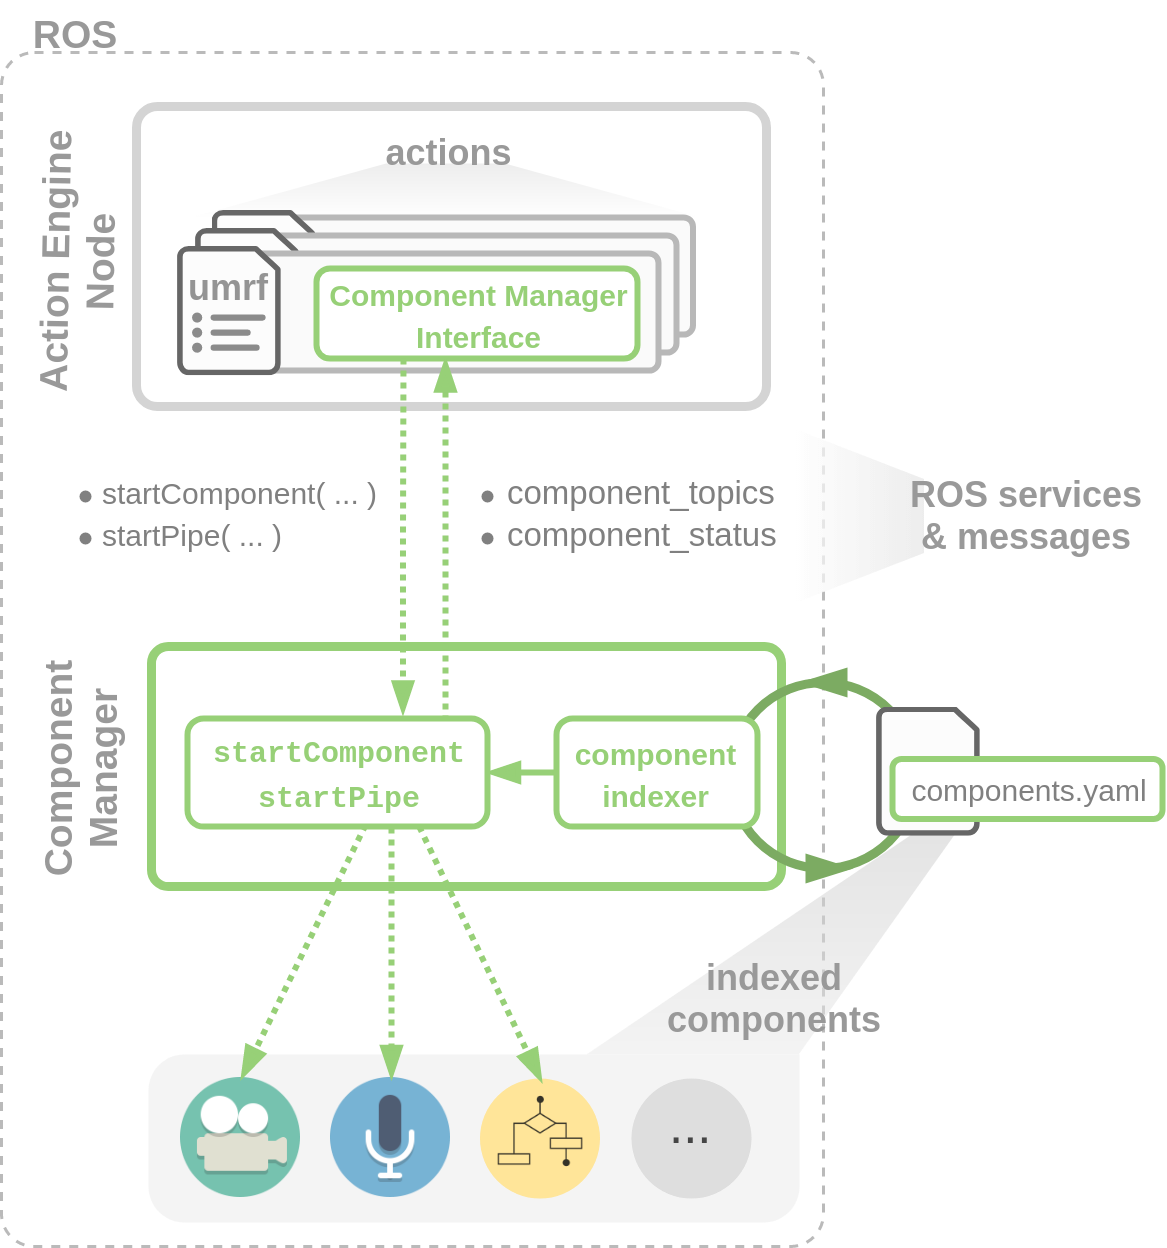 ROS
Action Engine
Node
actions
umrf
Component Manager
Interface
● startComponent( ... )
● startPipe( ... )
● component_topics
● component_status
ROS services
& messages
Component
Manager
startComponent
startPipe
component
indexer
components.yaml
indexed
components
...